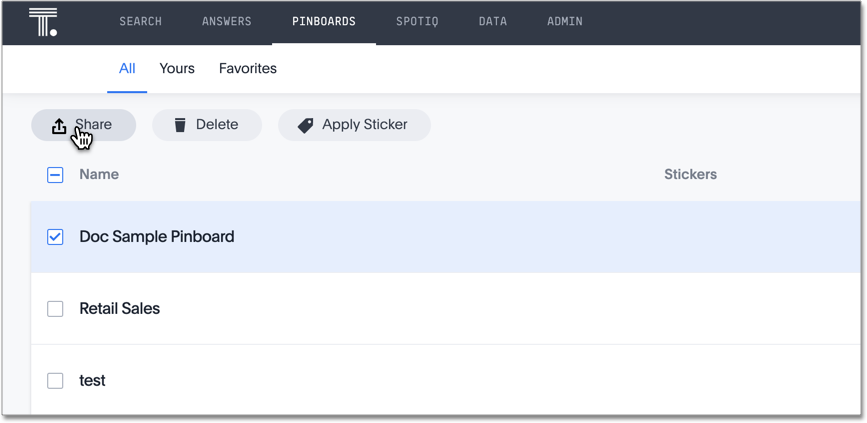 SEARCH ANSWERS PINBOARDS SPOTIQ DATA ADMIN
All Yours Favorites
Share Delete Apply Sticker
Name Stickers
Doc Sample Pinboard
Retail Sales
test